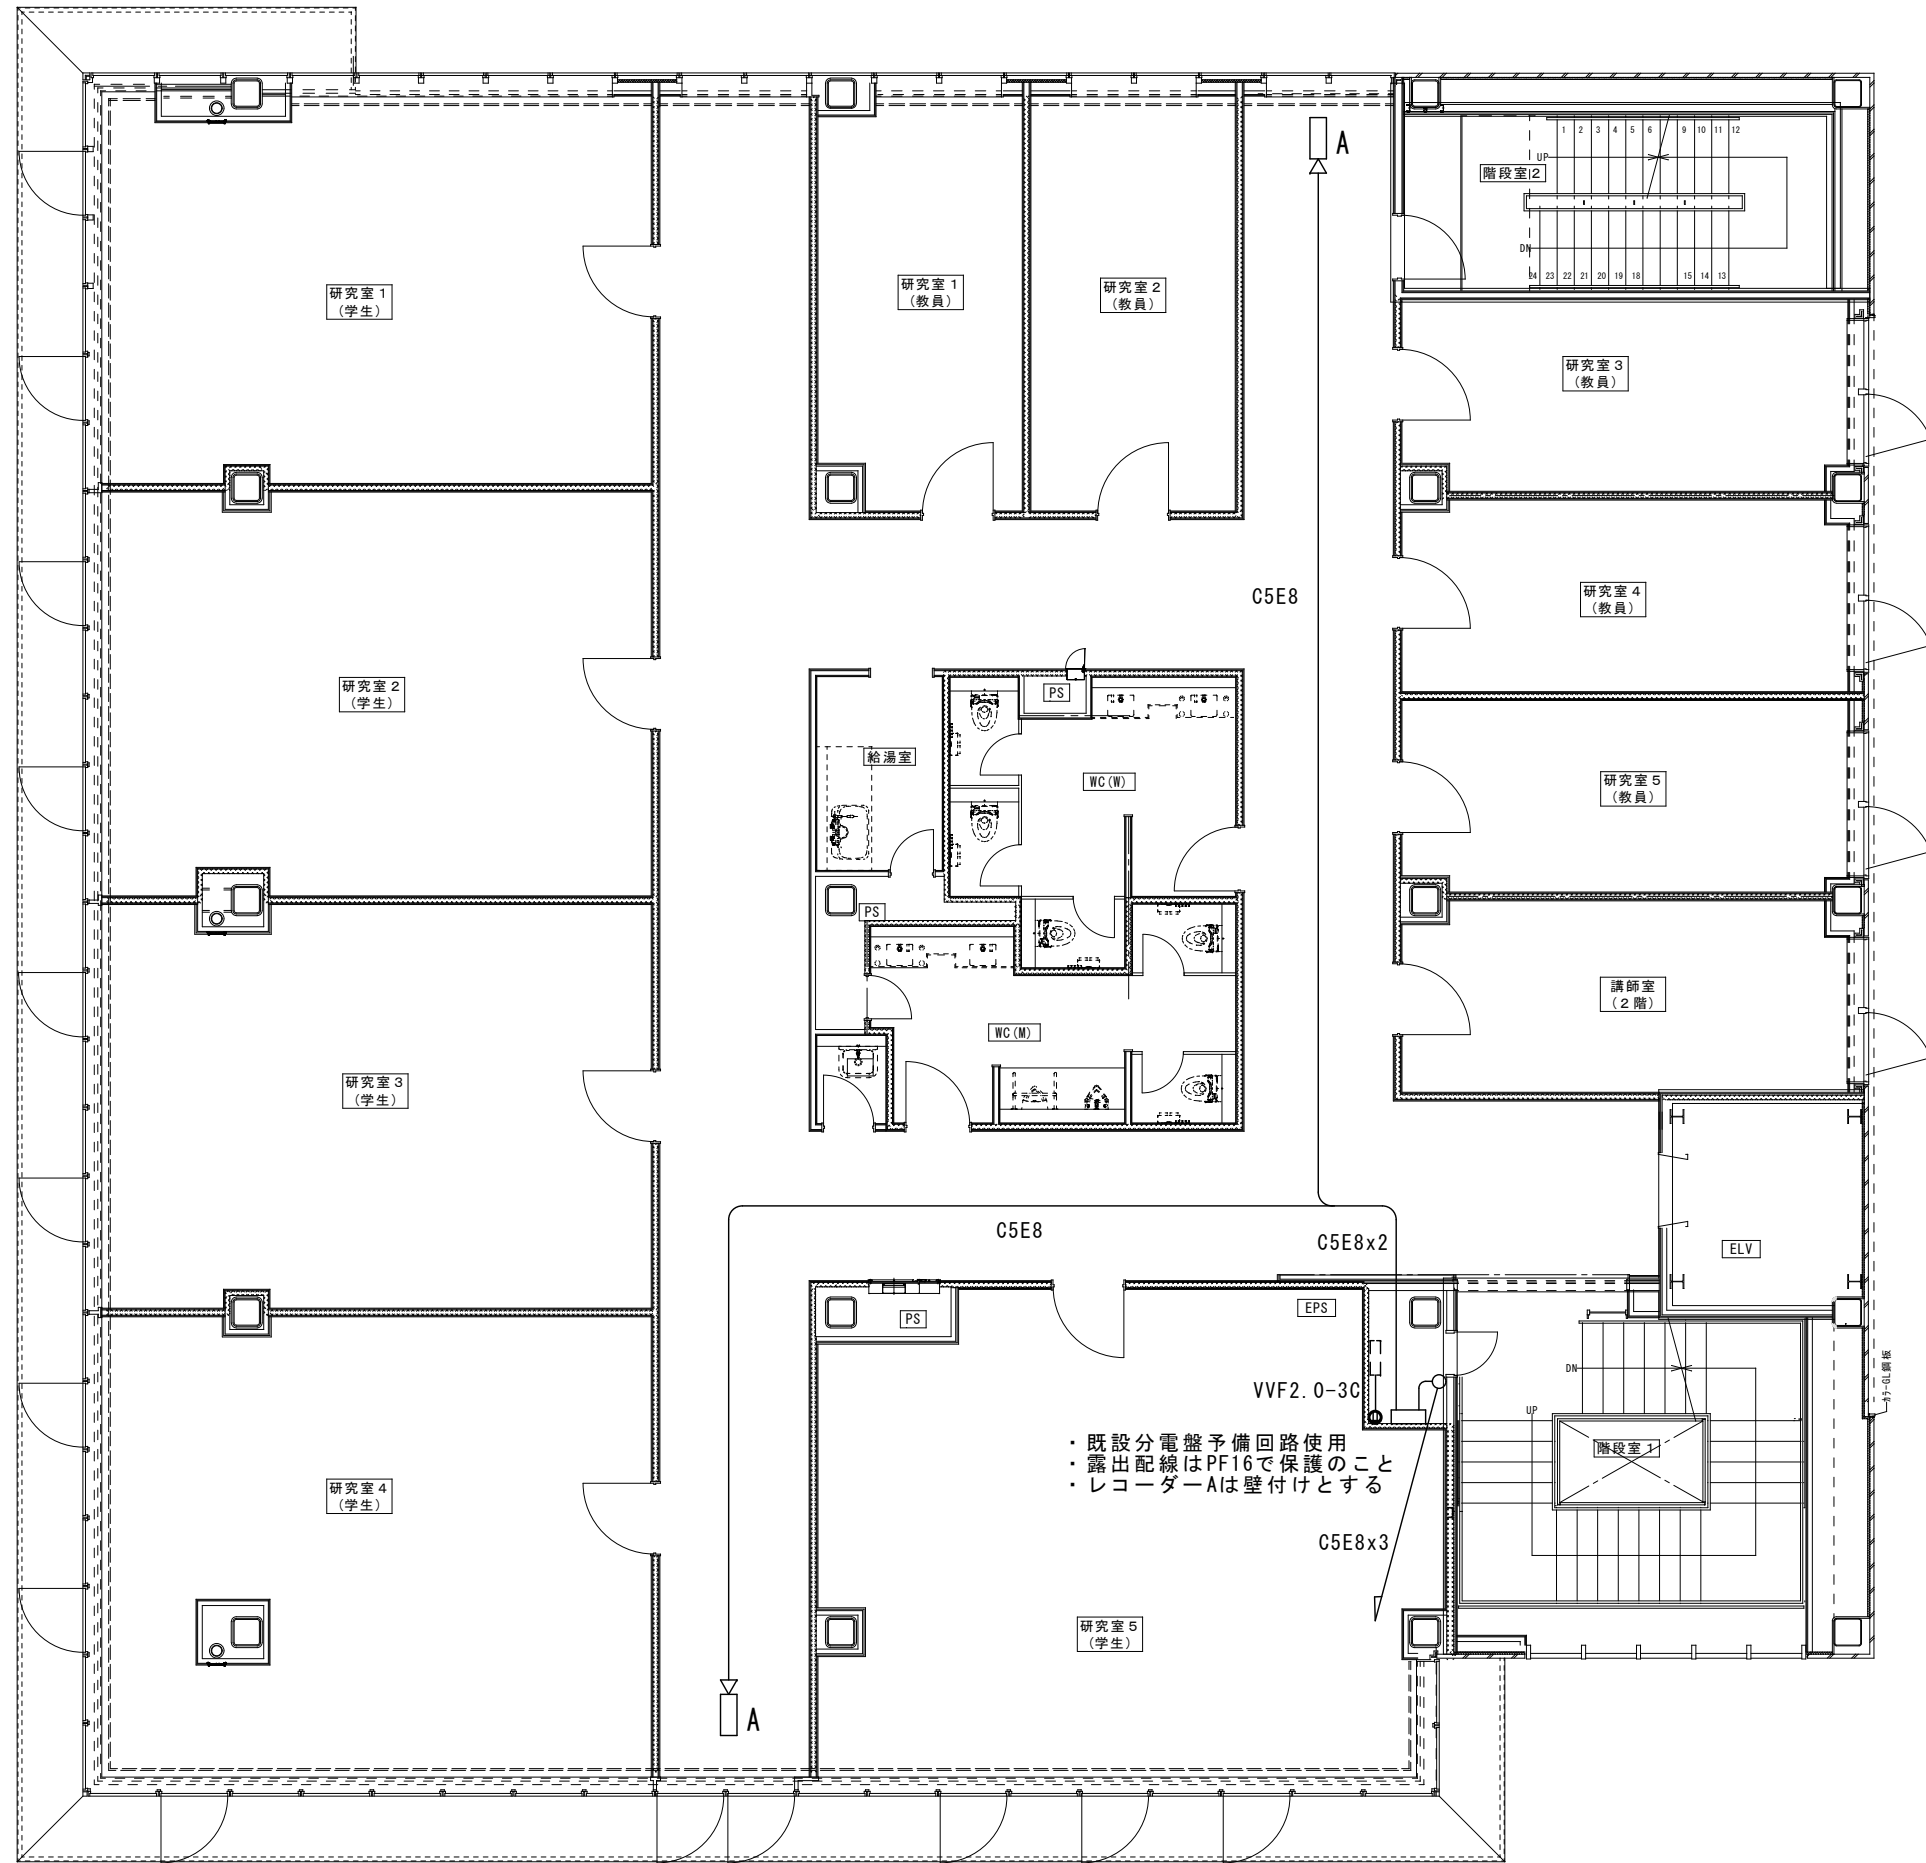 A
1 2 3 4 5 6 9 10 11 12
UP
階段室2
DN
24 23 22 21 20 19 18 15 14 13
研究室1
(学生)
研究室1
(教員)
研究室2
(教員)
研究室3
(教員)
C5E8
研究室4
(教員)
研究室2
(学生)
PS
給湯室
WC(W)
研究室5
(教員)
PS
講師室
(2階)
WC(M)
研究室3
(学生)
C5E8
C5E8x2
ELV
PS
EPS
DN
カラーGL鋼板
VVF2.0-3C
UP
・既設分電盤予備回路使用
・露出配線はPF16で保護のこと
・レコーダーAは壁付けとする
階段室1
研究室4
(学生)
C5E8x3
研究室5
(学生)
A